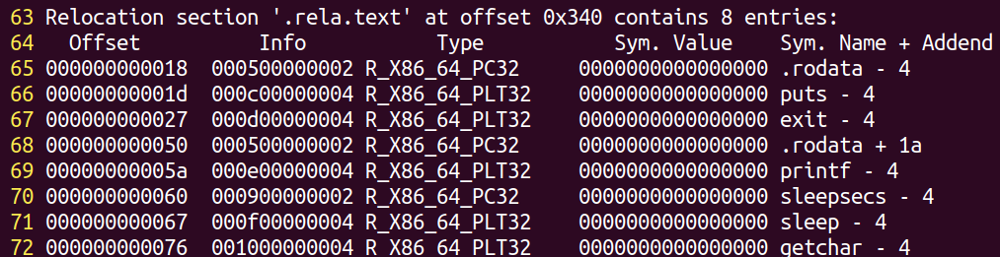 63 Relocation section '.rela.text' at offset 0x340 contains 8 entries:
64   Offset          Info           Type           Sym. Value    Sym. Name + Addend
65 000000000018  000500000002 R_X86_64_PC32     0000000000000000 .rodata - 4
66 00000000001d  000c00000004 R_X86_64_PLT32    0000000000000000 puts - 4
67 000000000027  000d00000004 R_X86_64_PLT32    0000000000000000 exit - 4
68 000000000050  000500000002 R_X86_64_PC32     0000000000000000 .rodata + 1a
69 00000000005a  000e00000004 R_X86_64_PLT32    0000000000000000 printf - 4
70 000000000060  000900000002 R_X86_64_PC32     0000000000000000 sleepsecs - 4
71 000000000067  000f00000004 R_X86_64_PLT32    0000000000000000 sleep - 4
72 000000000076  001000000004 R_X86_64_PLT32    0000000000000000 getchar - 4